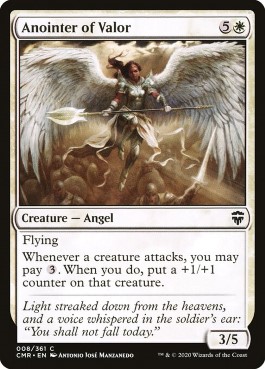 Anointer of Valor 5
Creature — Angel
Flying
Whenever a creature attacks, you may
pay 3. When you do, put a +1/+1
counter on that creature.
Light streaked down from the heavens,
and a voice whispered in the soldier's ear:
"You shall not fall today."
3/5
008/361 C
CMR • EN Antonio José Manzanedo
™ & © 2020 Wizards of the Coast